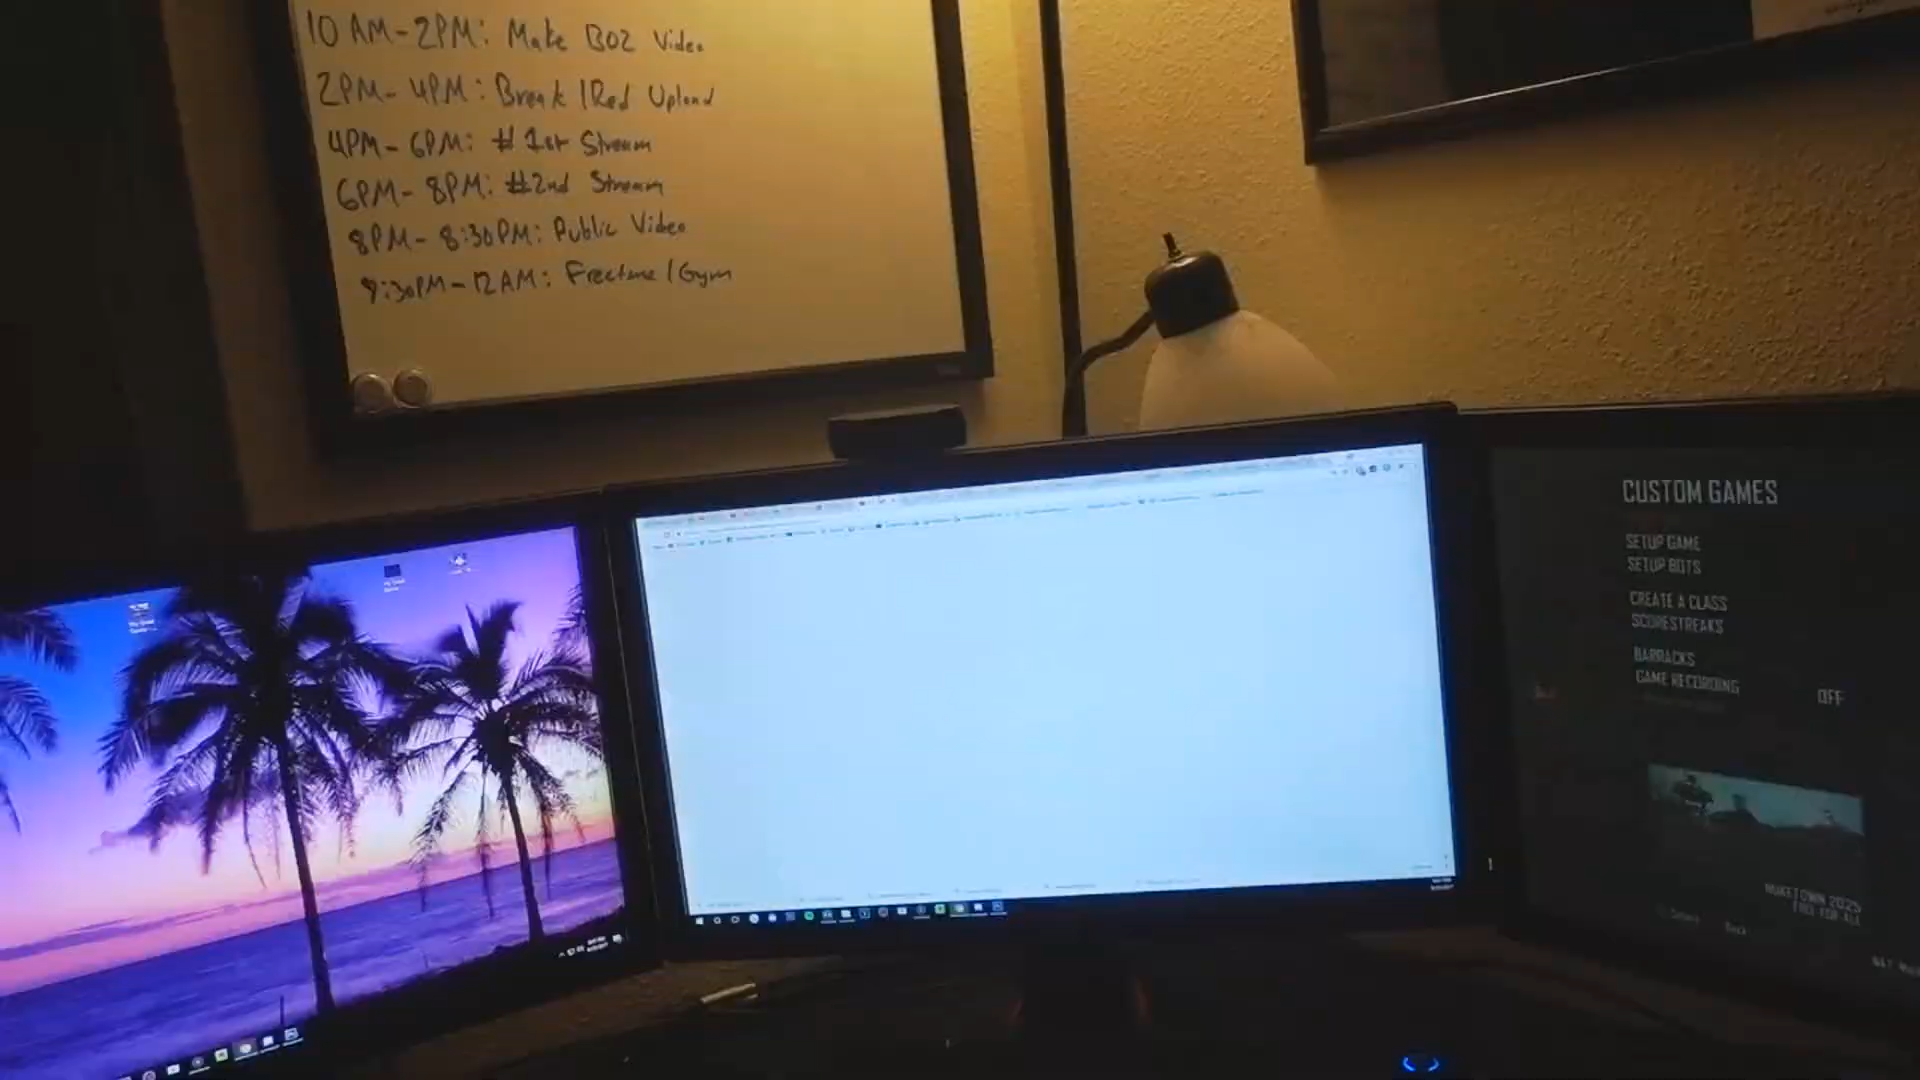 10 AM-2PM: Make BO2 Video
2PM-4PM: Break/Red Upload
4PM-6PM: #1st Stream
6PM-8PM: #2nd Stream
8PM-8:30PM: Public Video
8:30PM-12AM: Freetime/Gym
CUSTOM GAMES
SETUP GAME
SETUP BOTS
CREATE A CLASS
SCORESTREAKS
BARRACKS
GAME RECORDING OFF
NUKETOWN 2025
FREE FOR ALL
Back